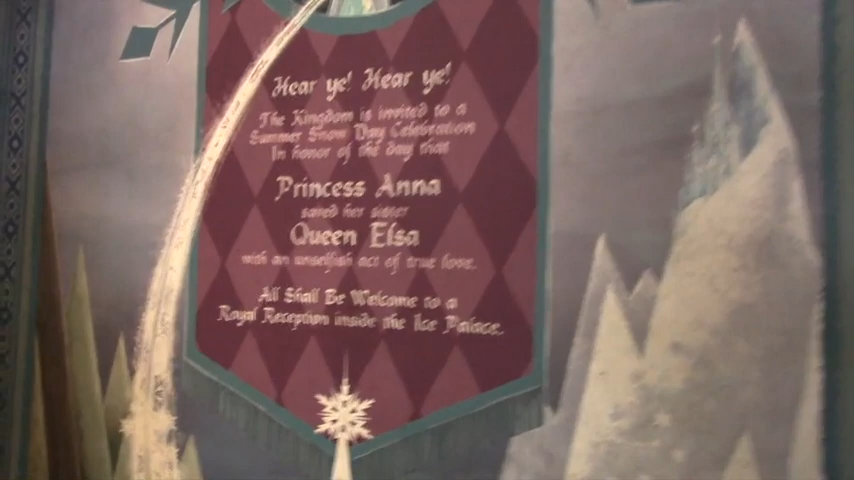 Hear ye! Hear ye!
The Kingdom is invited to a
Summer Snow Day Celebration
In honor of the day that
Princess Anna
saved her sister
Queen Elsa
with an unselfish act of true love.
All Shall Be Welcome to a
Royal Reception inside the Ice Palace.